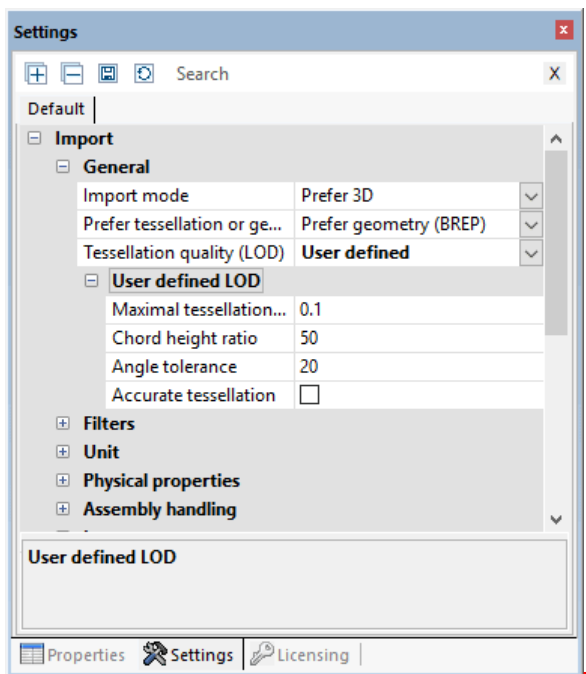 Settings
Search X
Default
Import
General
Import mode Prefer 3D
Prefer tessellation or ge... Prefer geometry (BREP)
Tessellation quality (LOD) User defined
User defined LOD
Maximal tessellation... 0.1
Chord height ratio 50
Angle tolerance 20
Accurate tessellation
Filters
Unit
Physical properties
Assembly handling
User defined LOD
Properties Settings Licensing